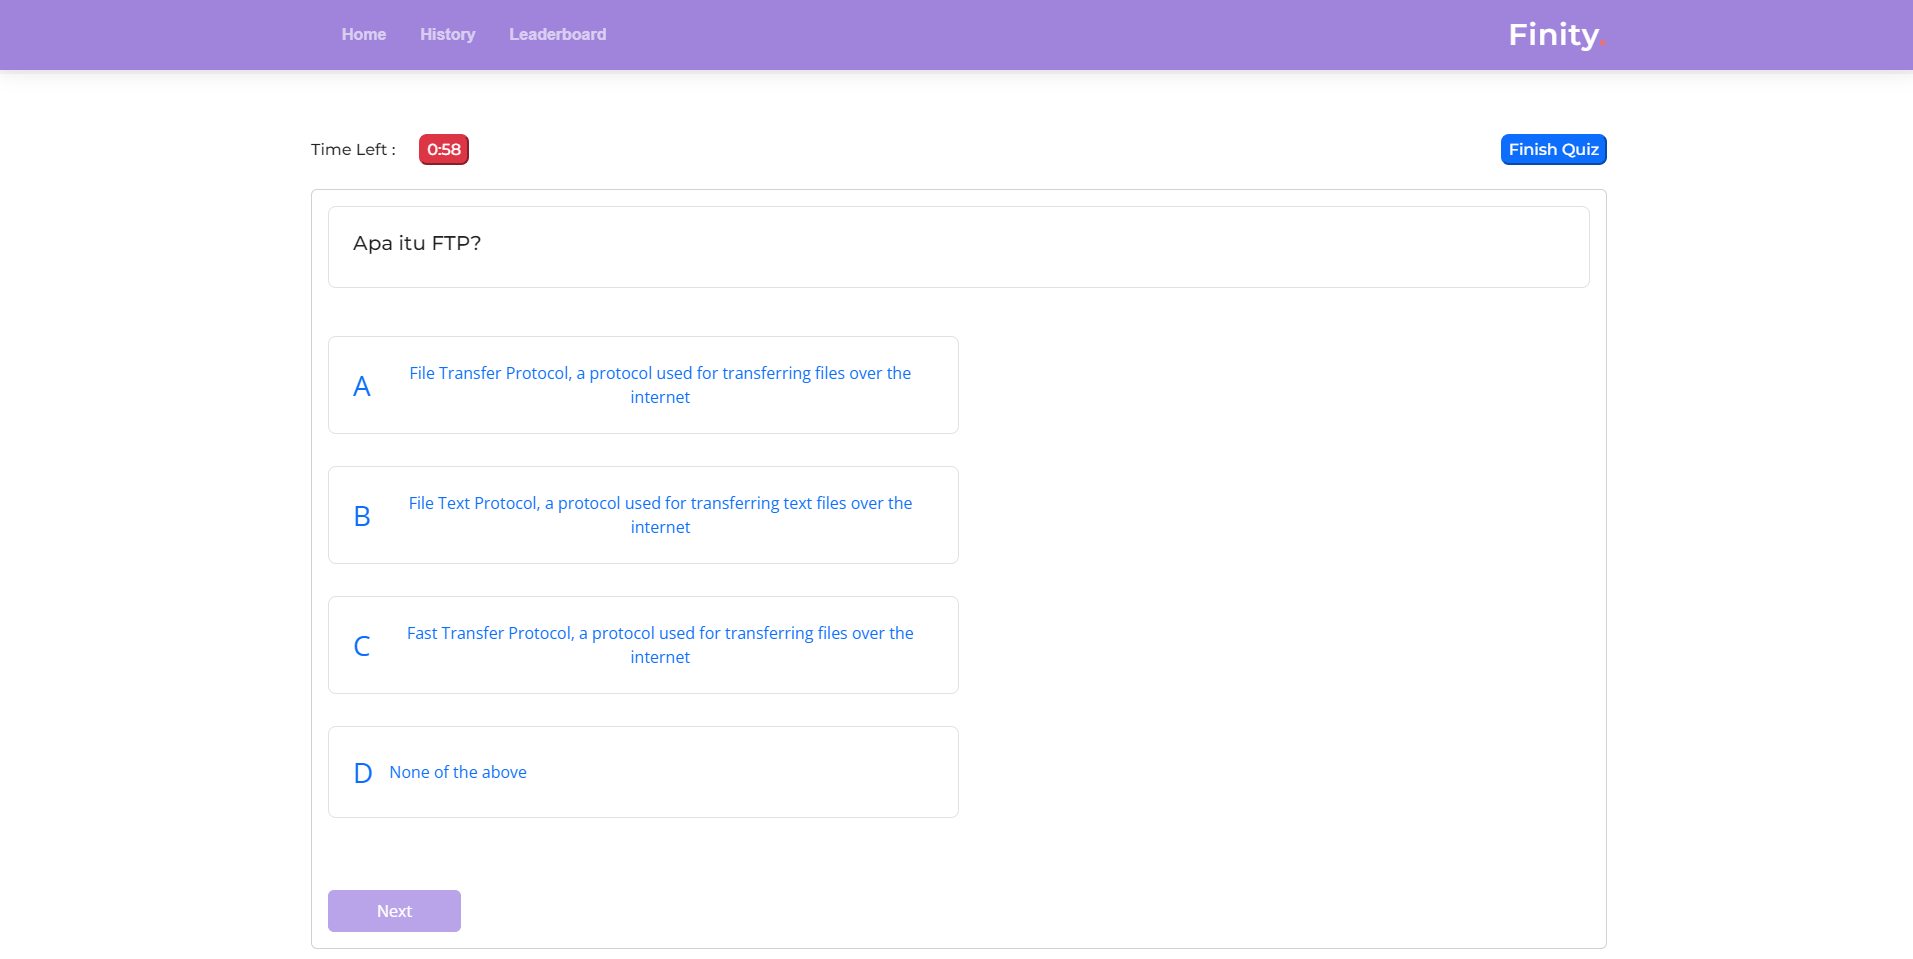 Home History Leaderboard Finity.
Time Left : 0:58 Finish Quiz
Apa itu FTP?
A File Transfer Protocol, a protocol used for transferring files over the
internet
B File Text Protocol, a protocol used for transferring text files over the
internet
C Fast Transfer Protocol, a protocol used for transferring files over the
internet
D None of the above
Next